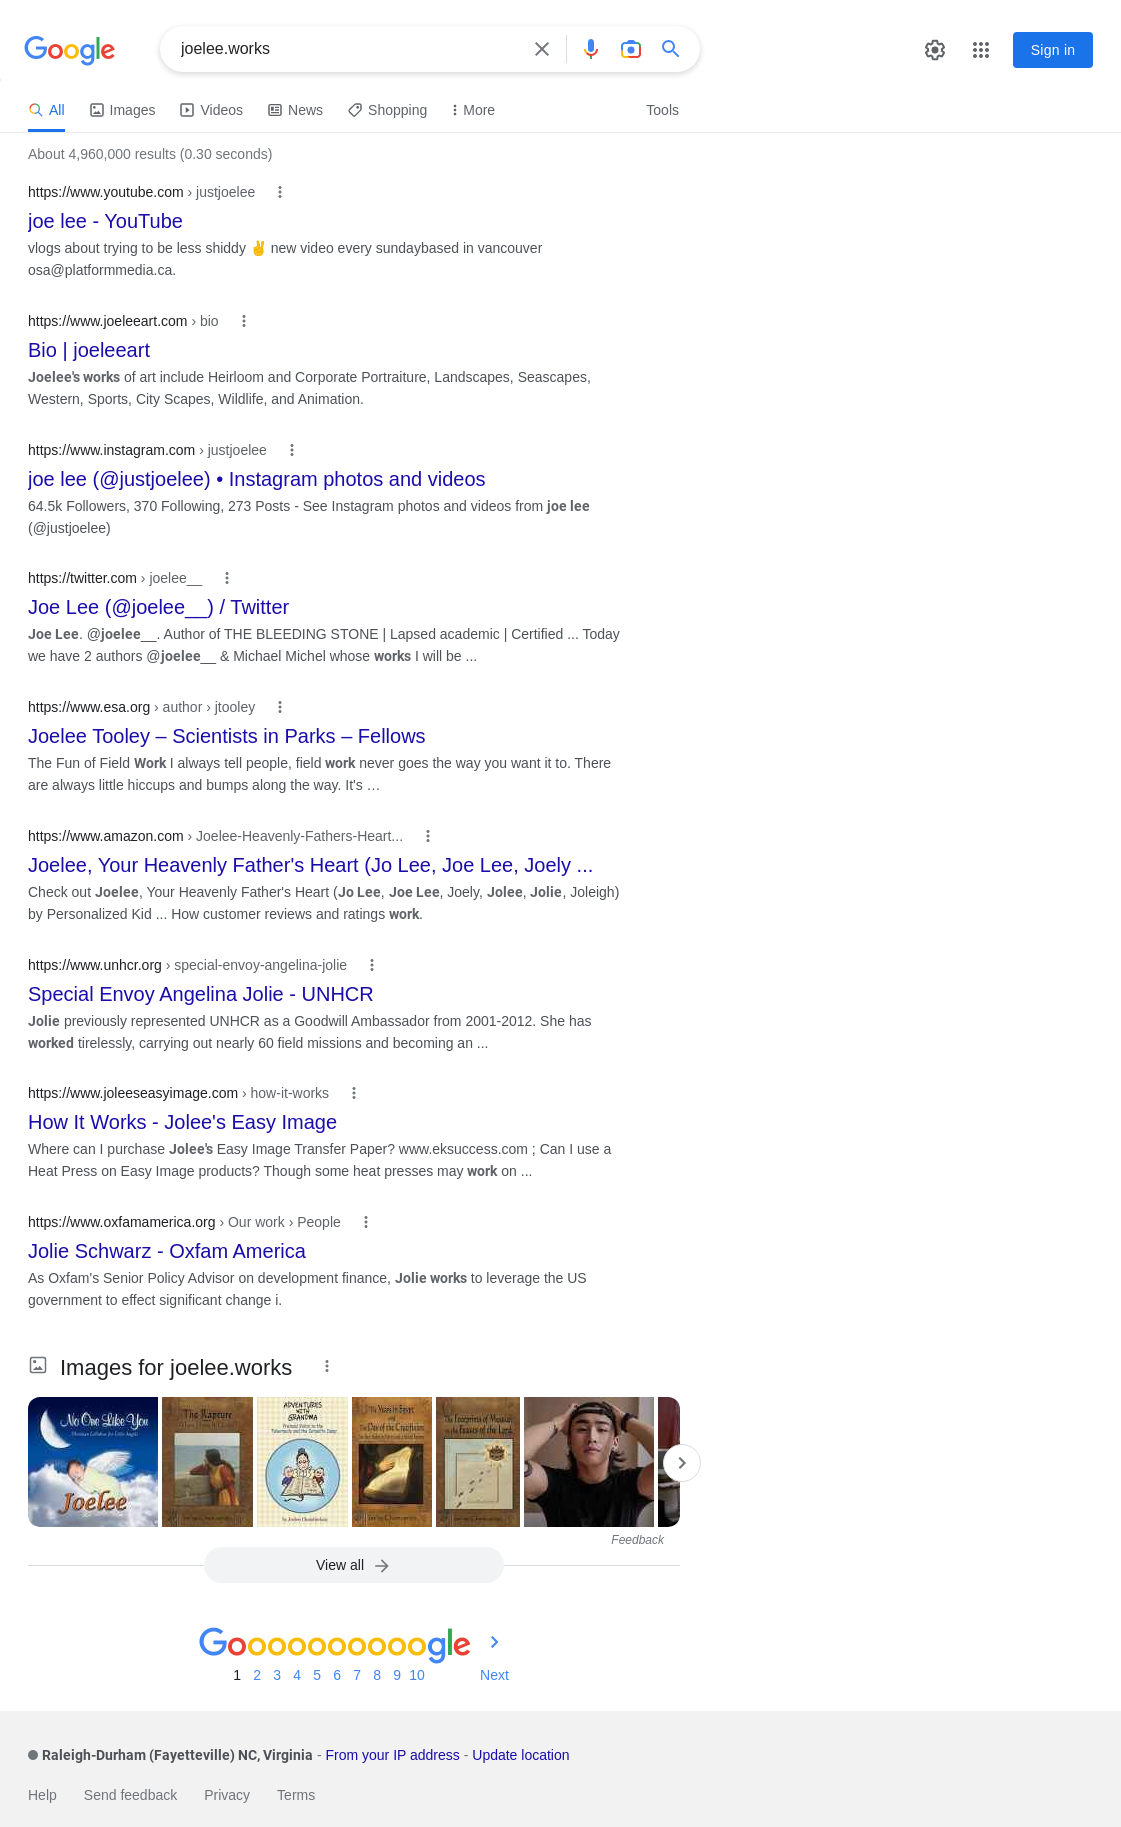 Google
joelee.works
Sign in
All Images Videos News Shopping More Tools
About 4,960,000 results (0.30 seconds)
https://www.youtube.com › justjoelee
joe lee - YouTube
vlogs about trying to be less shiddy ✌ new video every sundaybased in vancouver
osa@platformmedia.ca.
https://www.joeleeart.com › bio
Bio | joeleeart
Joelee's works of art include Heirloom and Corporate Portraiture, Landscapes, Seascapes,
Western, Sports, City Scapes, Wildlife, and Animation.
https://www.instagram.com › justjoelee
joe lee (@justjoelee) • Instagram photos and videos
64.5k Followers, 370 Following, 273 Posts - See Instagram photos and videos from joe lee
(@justjoelee)
https://twitter.com › joelee__
Joe Lee (@joelee__) / Twitter
Joe Lee. @joelee__. Author of THE BLEEDING STONE | Lapsed academic | Certified ... Today
we have 2 authors @joelee__ & Michael Michel whose works I will be ...
https://www.esa.org › author › jtooley
Joelee Tooley – Scientists in Parks – Fellows
The Fun of Field Work I always tell people, field work never goes the way you want it to. There
are always little hiccups and bumps along the way. It's …
https://www.amazon.com › Joelee-Heavenly-Fathers-Heart...
Joelee, Your Heavenly Father's Heart (Jo Lee, Joe Lee, Joely ...
Check out Joelee, Your Heavenly Father's Heart (Jo Lee, Joe Lee, Joely, Jolee, Jolie, Joleigh)
by Personalized Kid ... How customer reviews and ratings work.
https://www.unhcr.org › special-envoy-angelina-jolie
Special Envoy Angelina Jolie - UNHCR
Jolie previously represented UNHCR as a Goodwill Ambassador from 2001-2012. She has
worked tirelessly, carrying out nearly 60 field missions and becoming an ...
https://www.joleeseasyimage.com › how-it-works
How It Works - Jolee's Easy Image
Where can I purchase Jolee's Easy Image Transfer Paper? www.eksuccess.com ; Can I use a
Heat Press on Easy Image products? Though some heat presses may work on ...
https://www.oxfamamerica.org › Our work › People
Jolie Schwarz - Oxfam America
As Oxfam's Senior Policy Advisor on development finance, Jolie works to leverage the US
government to effect significant change i.
Images for joelee.works
No One Like You
Joelee
The Rapture
ADVENTURES
WITH
GRANDMA
Feedback
View all
Goooooooooogle
1 2 3 4 5 6 7 8 9 10 Next
Raleigh-Durham (Fayetteville) NC, Virginia - From your IP address - Update location
Help Send feedback Privacy Terms